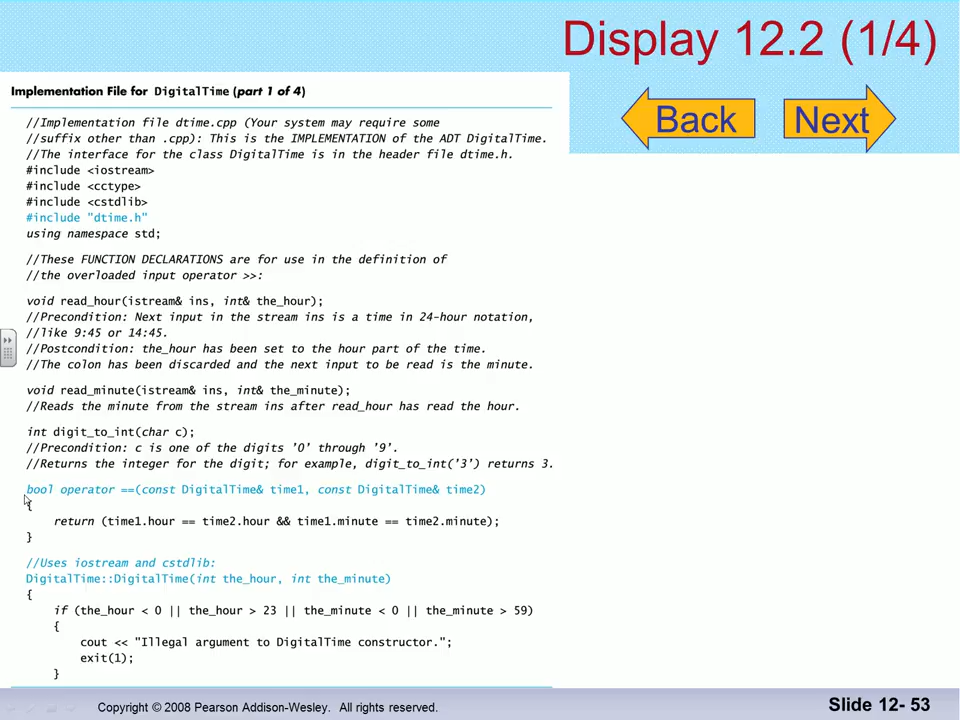 Display 12.2 (1/4)
Back
Next
Implementation File for DigitalTime (part 1 of 4)
//Implementation file dtime.cpp (Your system may require some
//suffix other than .cpp): This is the IMPLEMENTATION of the ADT DigitalTime.
//The interface for the class DigitalTime is in the header file dtime.h.
#include <iostream>
#include <cctype>
#include <cstdlib>
#include "dtime.h"
using namespace std;
//These FUNCTION DECLARATIONS are for use in the definition of
//the overloaded input operator >>:
void read_hour(istream& ins, int& the_hour);
//Precondition: Next input in the stream ins is a time in 24-hour notation,
//like 9:45 or 14:45.
//Postcondition: the_hour has been set to the hour part of the time.
//The colon has been discarded and the next input to be read is the minute.
void read_minute(istream& ins, int& the_minute);
//Reads the minute from the stream ins after read_hour has read the hour.
int digit_to_int(char c);
//Precondition: c is one of the digits '0' through '9'.
//Returns the integer for the digit; for example, digit_to_int('3') returns 3.
bool operator ==(const DigitalTime& time1, const DigitalTime& time2)
{
return (time1.hour == time2.hour && time1.minute == time2.minute);
}
//Uses iostream and cstdlib:
DigitalTime::DigitalTime(int the_hour, int the_minute)
{
if (the_hour < 0 || the_hour > 23 || the_minute < 0 || the_minute > 59)
{
cout << "Illegal argument to DigitalTime constructor.";
exit(1);
}
Copyright © 2008 Pearson Addison-Wesley. All rights reserved.
Slide 12- 53